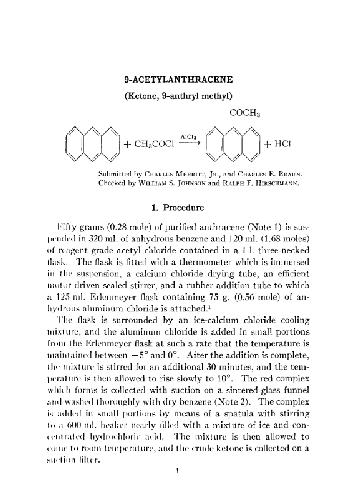 9-ACETYLANTHRACENE
(Ketone, 9-anthryl methyl)
COCH3
+ CH3COCl AlCl3 + HCl
Submitted by Charles Merritt, Jr., and Charles E. Braun.
Checked by William S. Johnson and Ralph F. Hirschmann.
1. Procedure
Fifty grams (0.28 mole) of purified anthracene (Note 1) is sus-
pended in 320 ml. of anhydrous benzene and 120 ml. (1.68 moles)
of reagent grade acetyl chloride contained in a 1-l. three-necked
flask. The flask is fitted with a thermometer which is immersed
in the suspension, a calcium chloride drying tube, an efficient
motor-driven sealed stirrer, and a rubber addition tube to which
a 125-ml. Erlenmeyer flask containing 75 g. (0.56 mole) of an-
hydrous aluminum chloride is attached.1
The flask is surrounded by an ice-calcium chloride cooling
mixture, and the aluminum chloride is added in small portions
from the Erlenmeyer flask at such a rate that the temperature is
maintained between −5° and 0°. After the addition is complete,
the mixture is stirred for an additional 30 minutes, and the tem-
perature is then allowed to rise slowly to 10°. The red complex
which forms is collected with suction on a sintered-glass funnel
and washed thoroughly with dry benzene (Note 2). The complex
is added in small portions by means of a spatula with stirring
to a 600-ml. beaker nearly filled with a mixture of ice and con-
centrated hydrochloric acid. The mixture is then allowed to
come to room temperature, and the crude ketone is collected on a
suction filter.
1